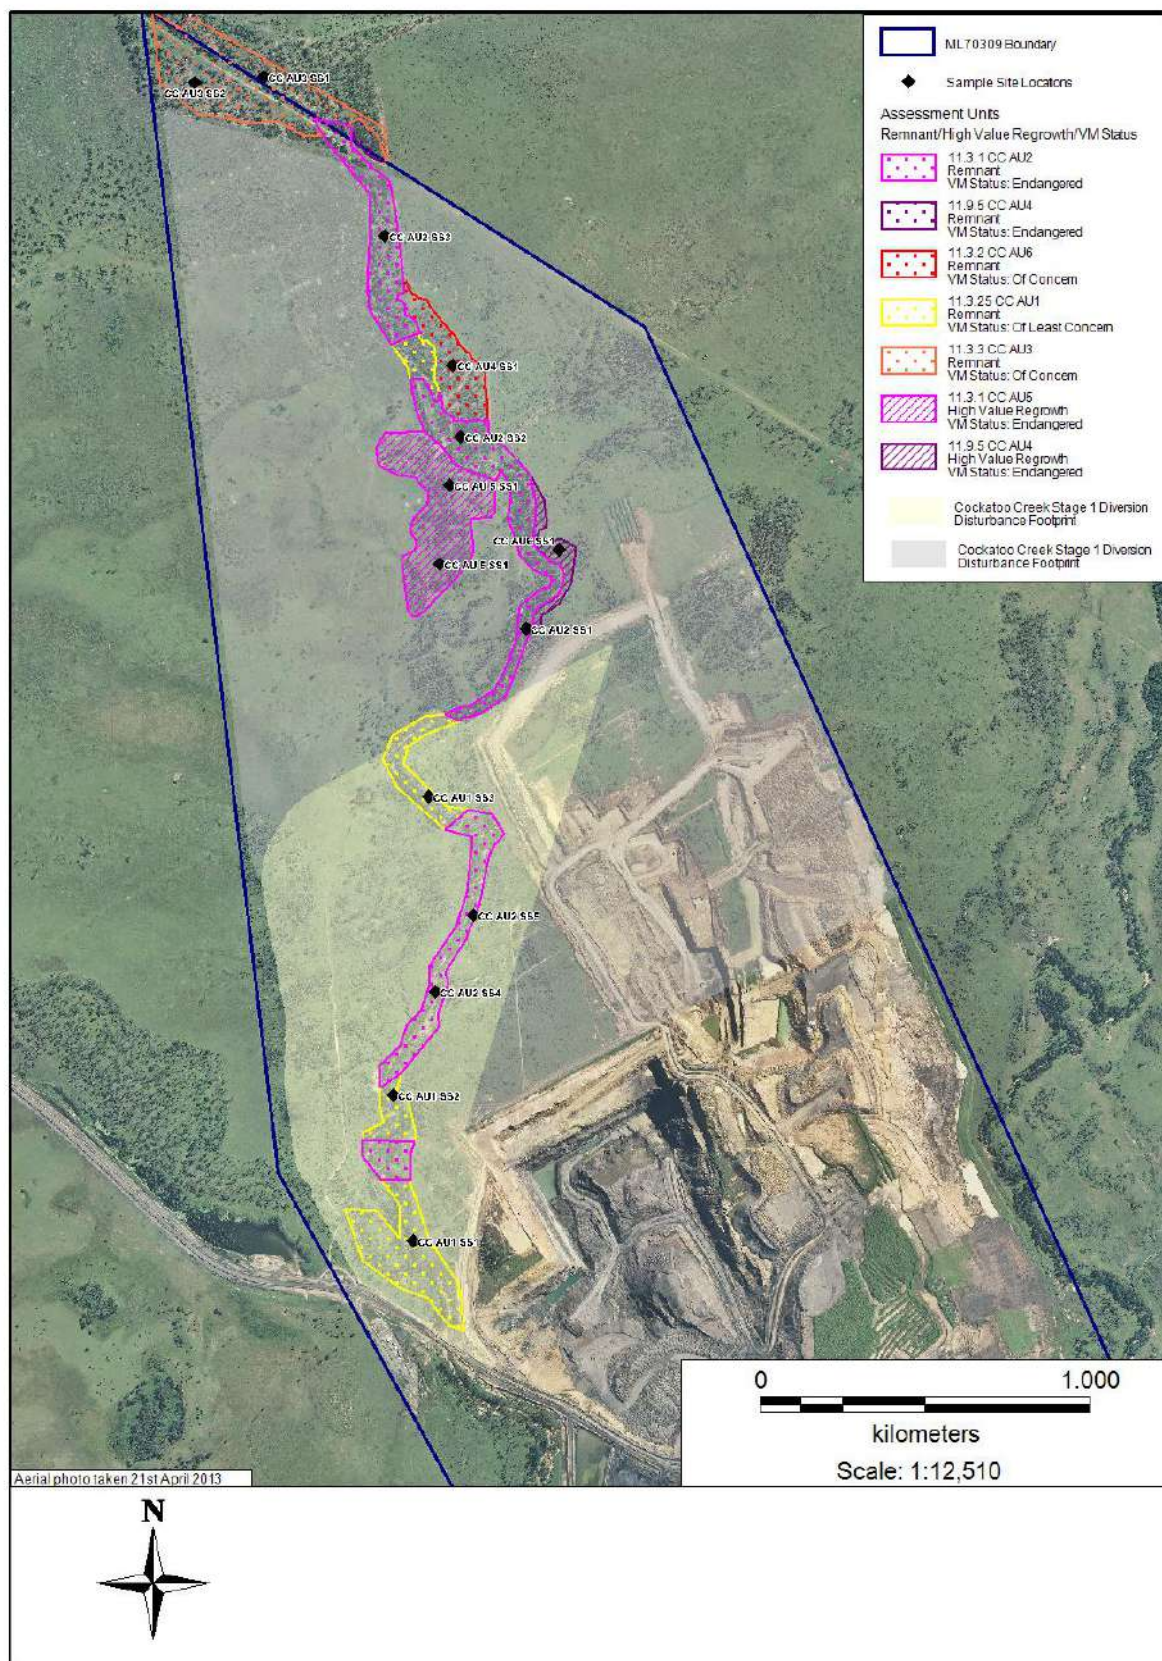 ML70309 Boundary
Sample Site Locations
Assessment Units
Remnant/High Value Regrowth/VM Status
11.3.1 CC AU2
Remnant
VM Status: Endangered
11.9.5 CC AU4
Remnant
VM Status: Endangered
11.3.2 CC AU6
Remnant
VM Status: Of Concern
11.3.25 CC AU1
Remnant
VM Status: Of Least Concern
11.3.3 CC AU3
Remnant
VM Status: Of Concern
11.3.1 CC AU5
High Value Regrowth
VM Status: Endangered
11.9.5 CC AU4
High Value Regrowth
VM Status: Endangered
Cockatoo Creek Stage 1 Diversion
Disturbance Footprint
Cockatoo Creek Stage 1 Diversion
Disturbance Footprint
CC AU3 SS1
CC AU3 SS2
CC AU2 SS3
CC AU4 SS1
CC AU2 SS2
CC AU5 SS1
CC AU6 SS1
CC AU5 SS1
CC AU2 SS1
CC AU1 SS3
CC AU2 SS5
CC AU2 SS4
CC AU1 SS2
CC AU1 SS1
0 1.000
kilometers
Scale: 1:12,510
Aerial photo taken 21st April 2013
N